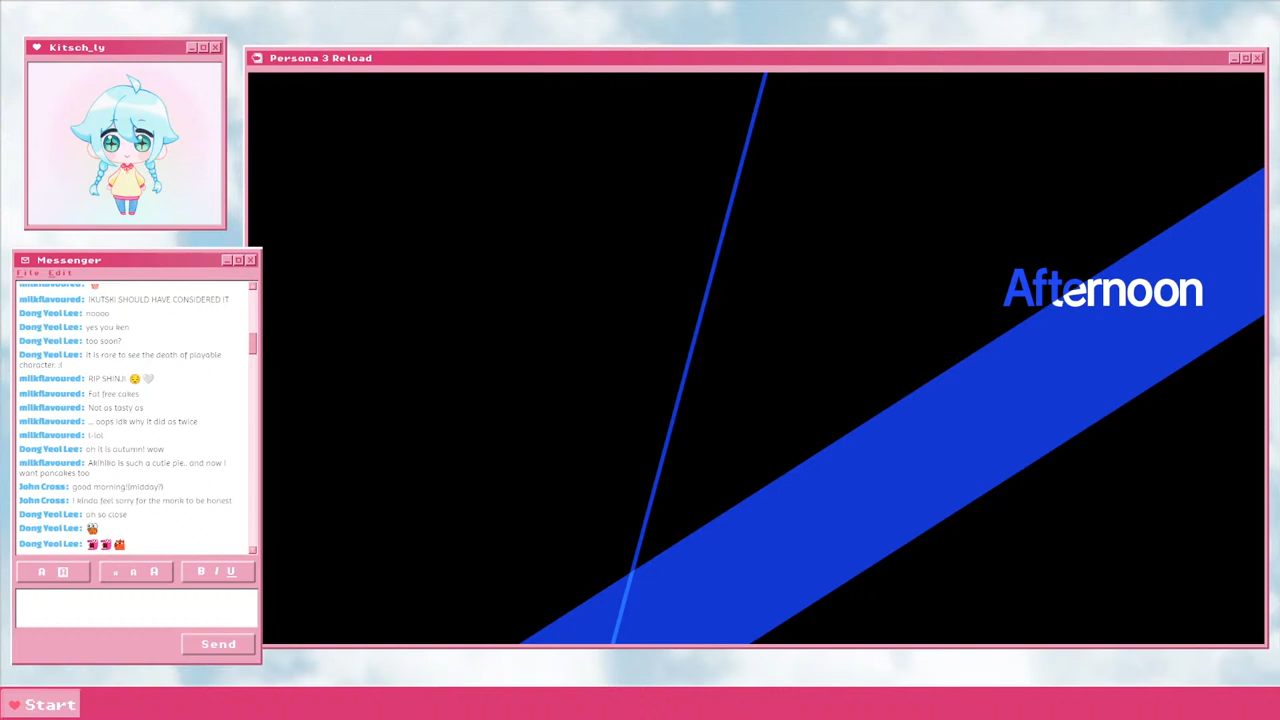 Kitsch_ly
Persona 3 Reload
Afternoon
Messenger
File Edit
milkflavoured: IKUTSKI SHOULD HAVE CONSIDERED IT
Dong Yeol Lee: noooo
Dong Yeol Lee: yes you ken
Dong Yeol Lee: too soon?
Dong Yeol Lee: it is rare to see the death of playable
character. :(
milkflavoured: RIP SHINJI 😔 🤍
milkflavoured: Fat free cakes
milkflavoured: Not as tasty as
milkflavoured: ... oops idk why it did as twice
milkflavoured: l-lol
Dong Yeol Lee: oh it is autumn! wow
milkflavoured: Akihiko is such a cutie pie.. and now I
want pancakes too
John Cross: good morning!(midday?)
John Cross: I kinda feel sorry for the monk to be honest
Dong Yeol Lee: oh so close
Dong Yeol Lee:
Dong Yeol Lee:
A A a A A B I U
Send
Start